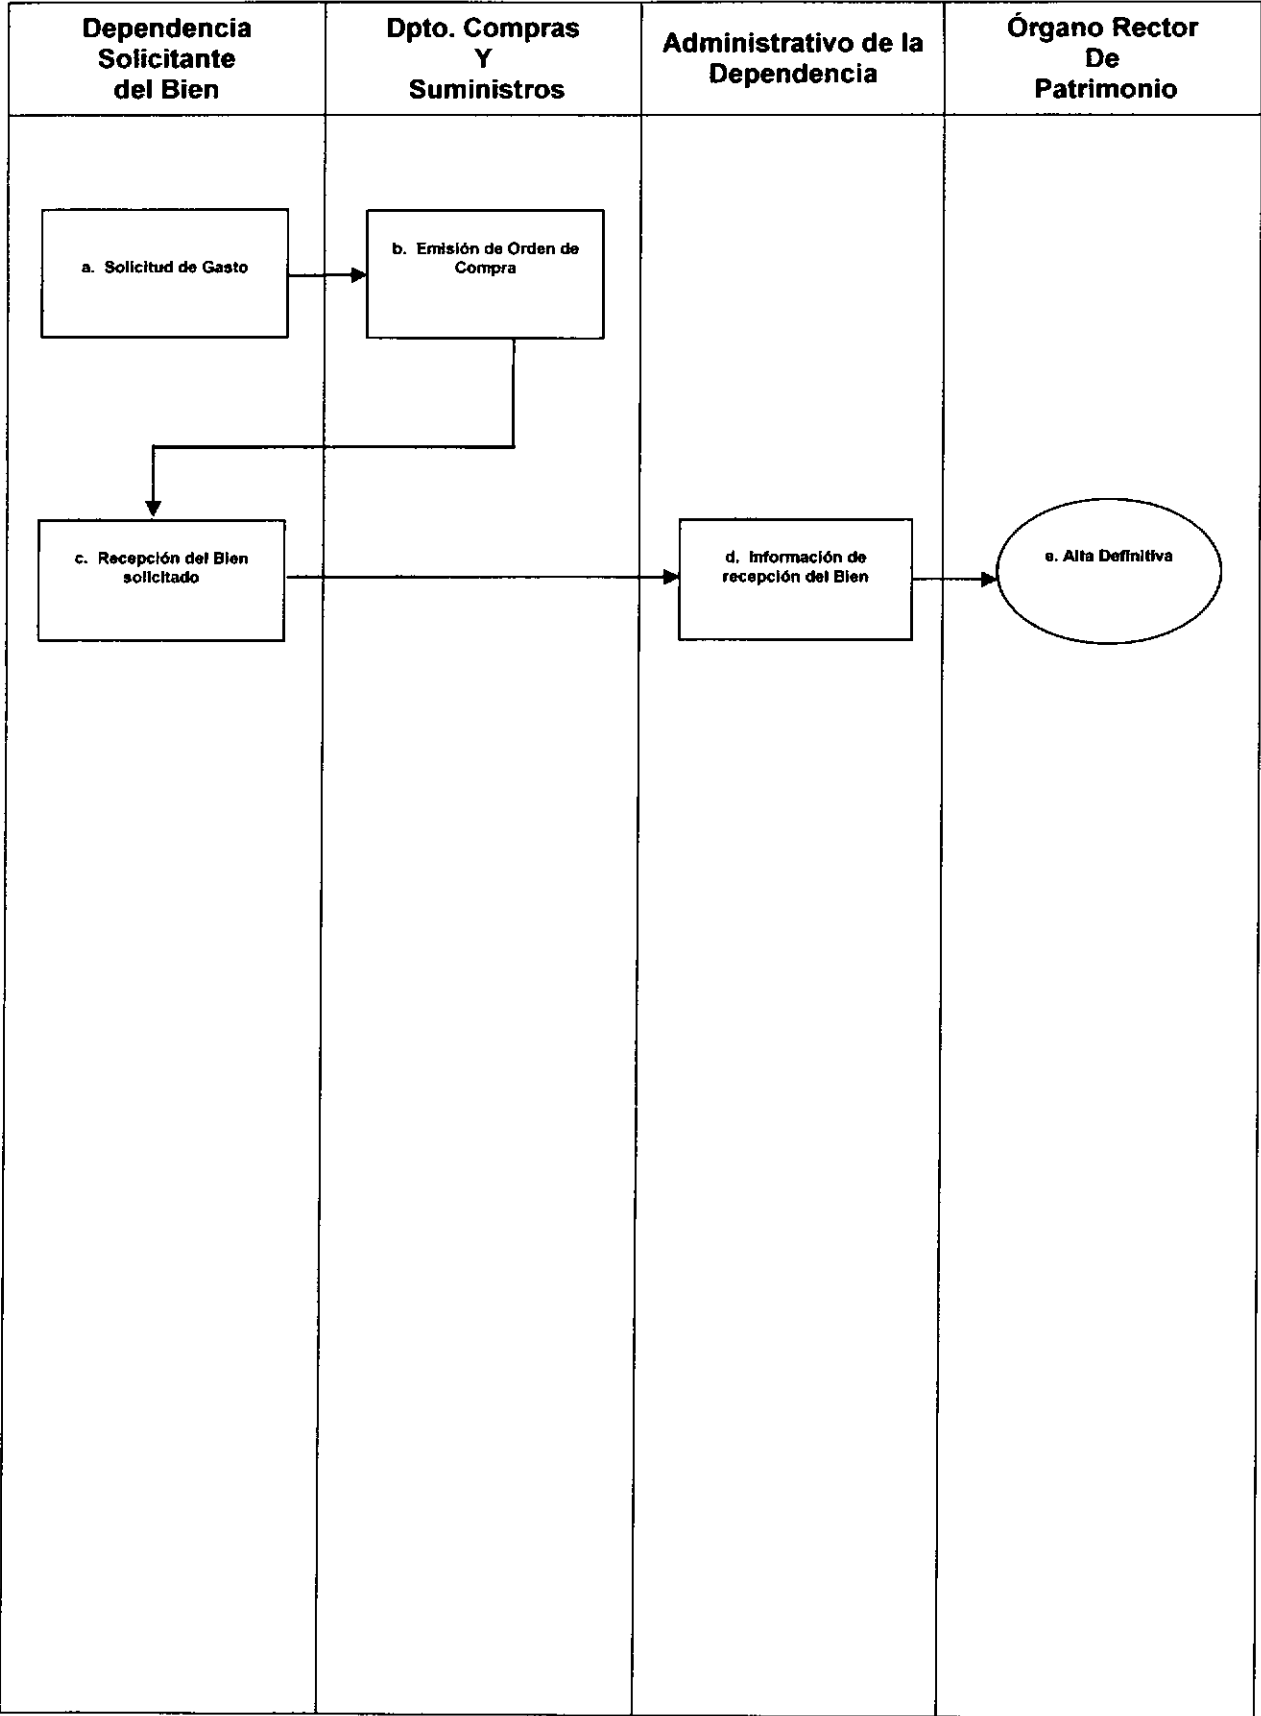 Dependencia
Solicitante
del Bien
Dpto. Compras
Y
Suministros
Administrativo de la
Dependencia
Órgano Rector
De
Patrimonio
a. Solicitud de Gasto
b. Emisión de Orden de
Compra
c. Recepción del Bien
solicitado
d. Información de
recepción del Bien
e. Alta Definitiva